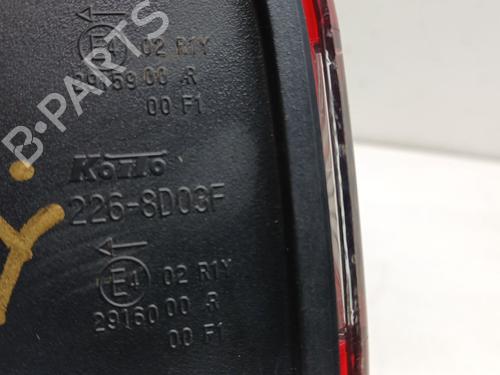 E4 02 R1Y
29159 00 R
00 F1
KOITO
226-8D03F
E4 02 R1Y
29160 00 R
00 F1
B-PARTS